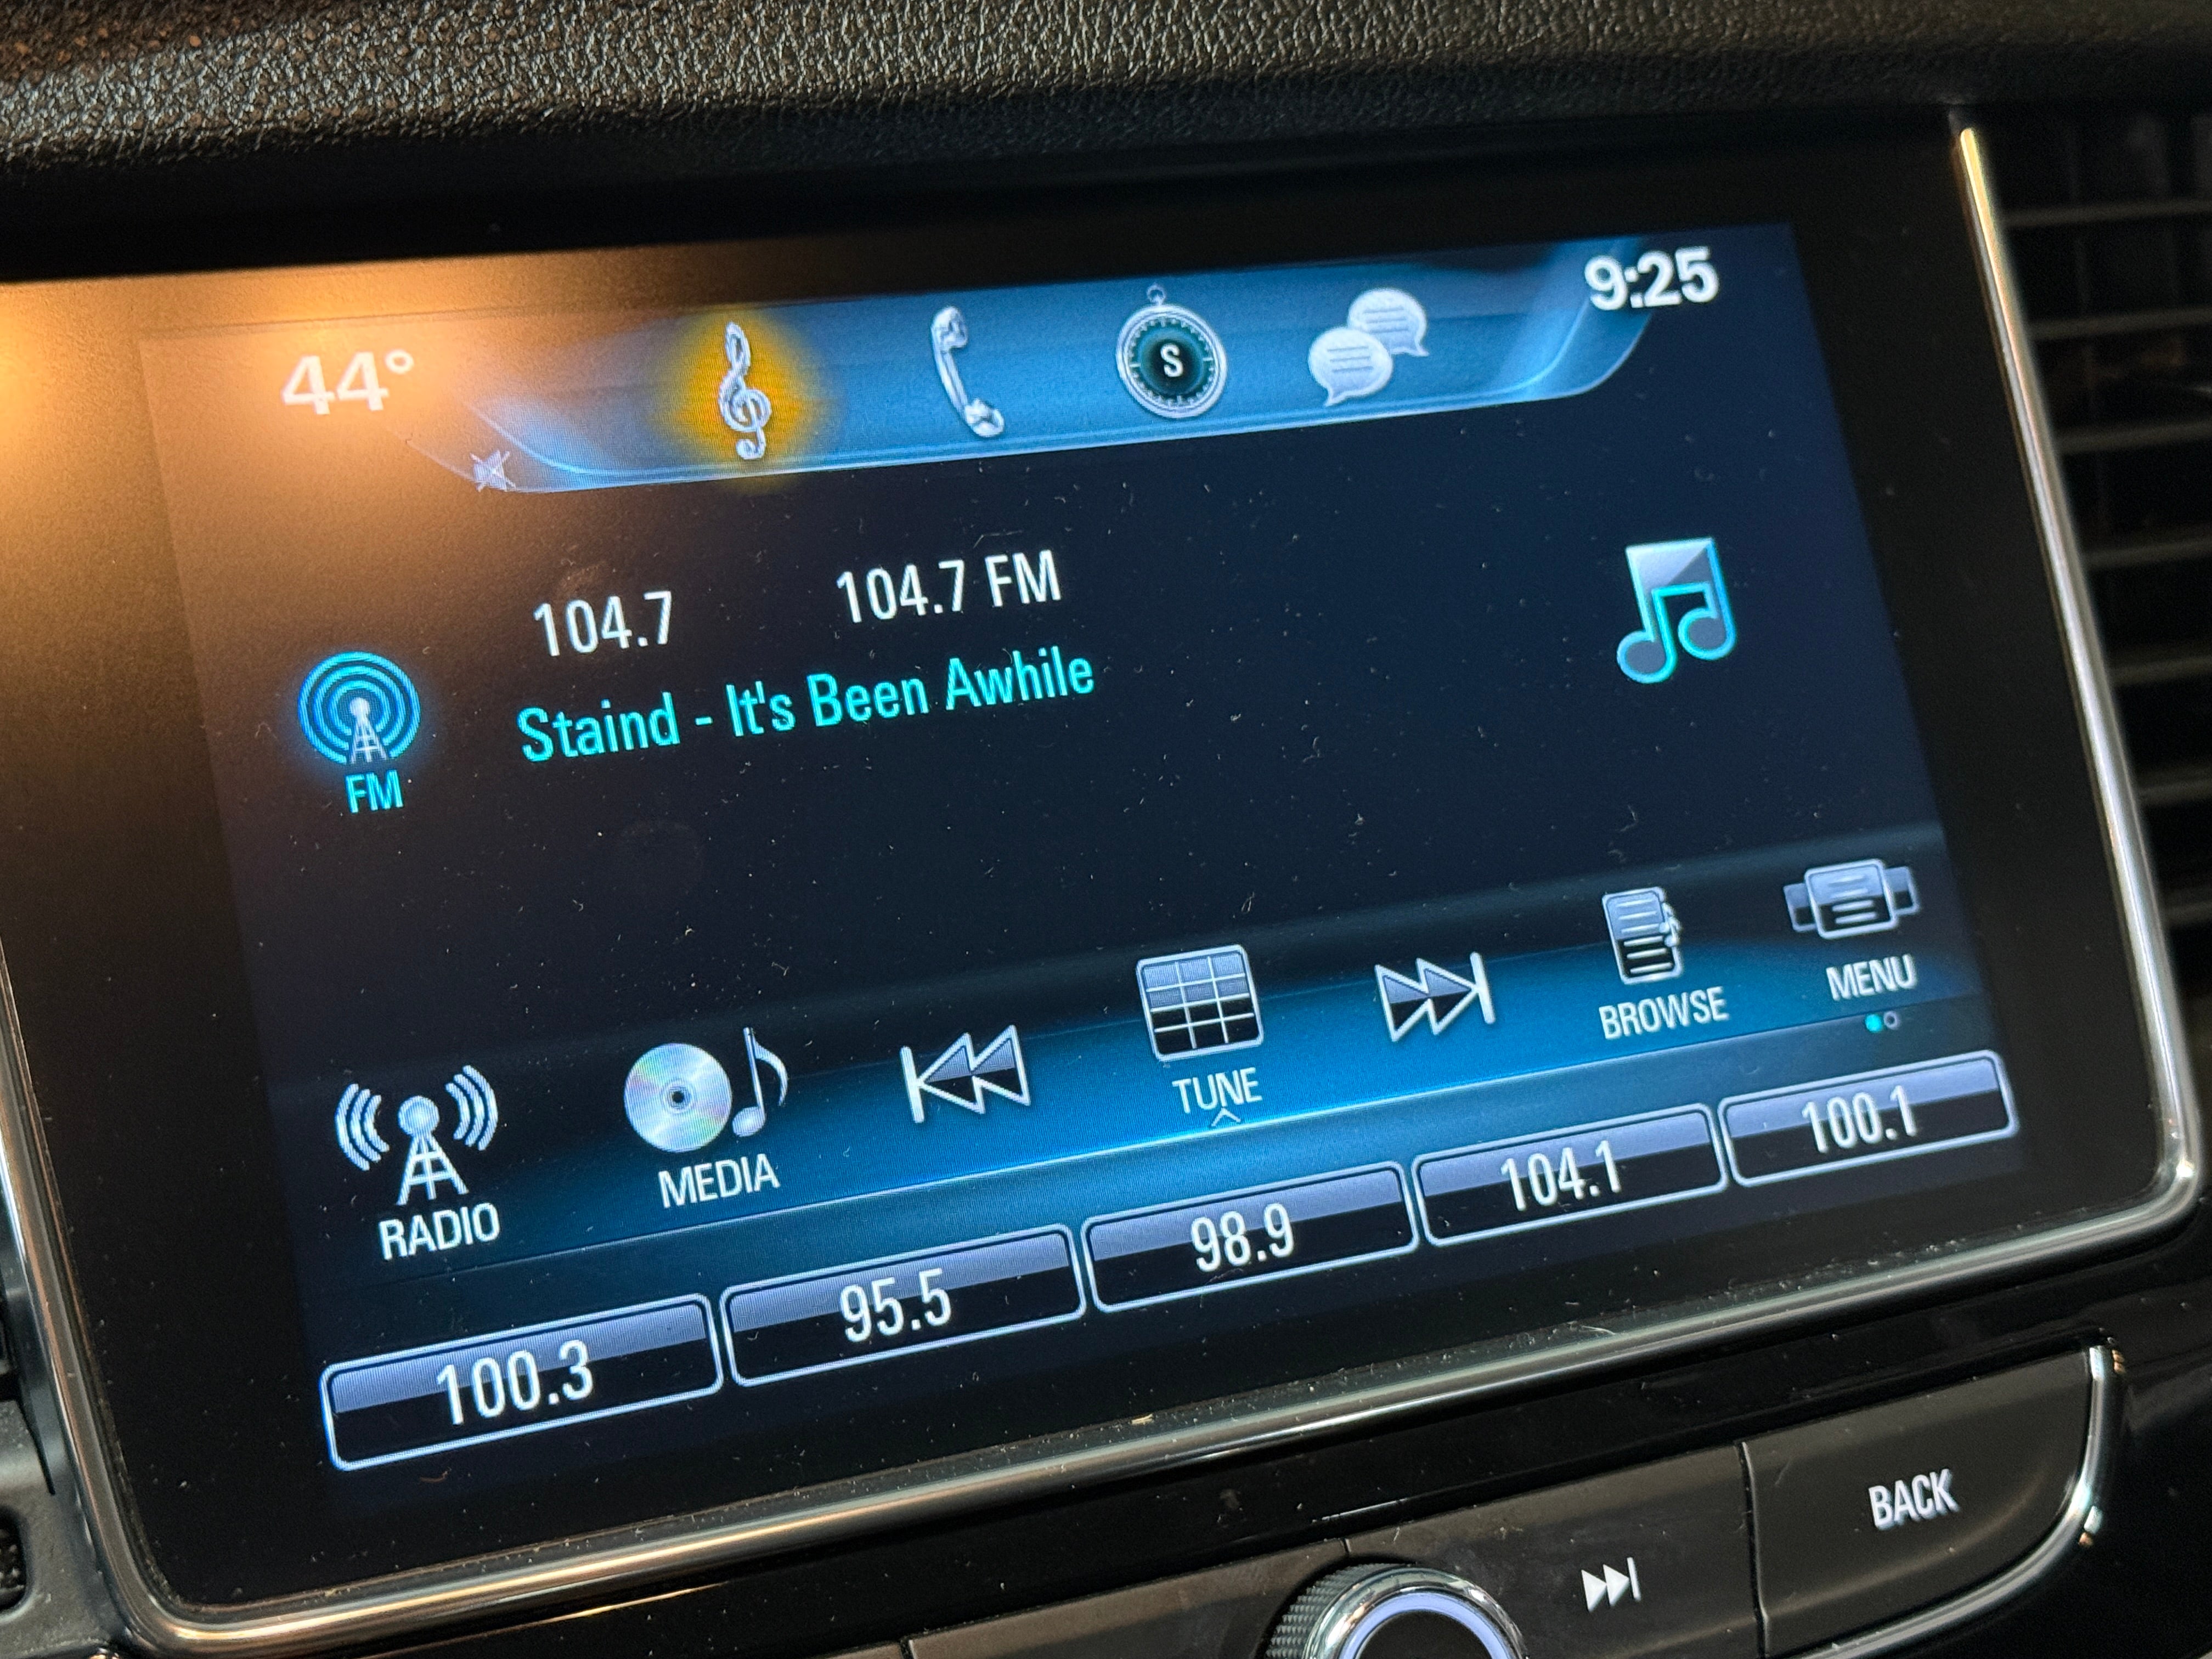 44°
S
9:25
104.7 104.7 FM
Staind - It's Been Awhile
FM
RADIO
MEDIA
TUNE
BROWSE
MENU
100.3
95.5
98.9
104.1
100.1
BACK